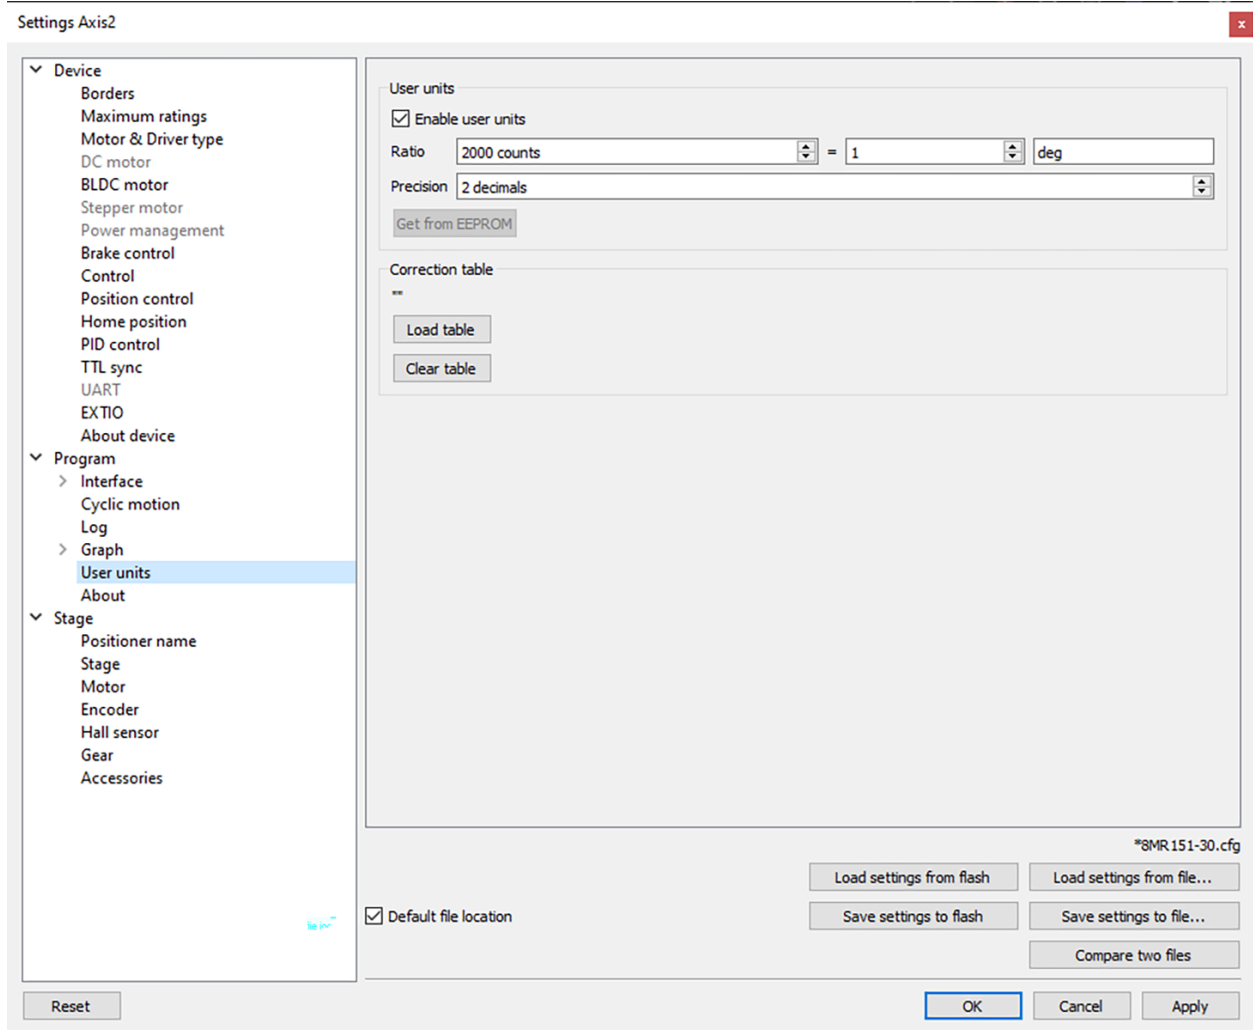 Settings Axis2
x
Device
Borders
Maximum ratings
Motor & Driver type
DC motor
BLDC motor
Stepper motor
Power management
Brake control
Control
Position control
Home position
PID control
TTL sync
UART
EXTIO
About device
Program
Interface
Cyclic motion
Log
Graph
User units
About
Stage
Positioner name
Stage
Motor
Encoder
Hall sensor
Gear
Accessories
User units
Enable user units
Ratio 2000 counts = 1 deg
Precision 2 decimals
Get from EEPROM
Correction table
""
Load table
Clear table
*8MR151-30.cfg
Load settings from flash Load settings from file...
Default file location Save settings to flash Save settings to file...
Compare two files
Reset OK Cancel Apply